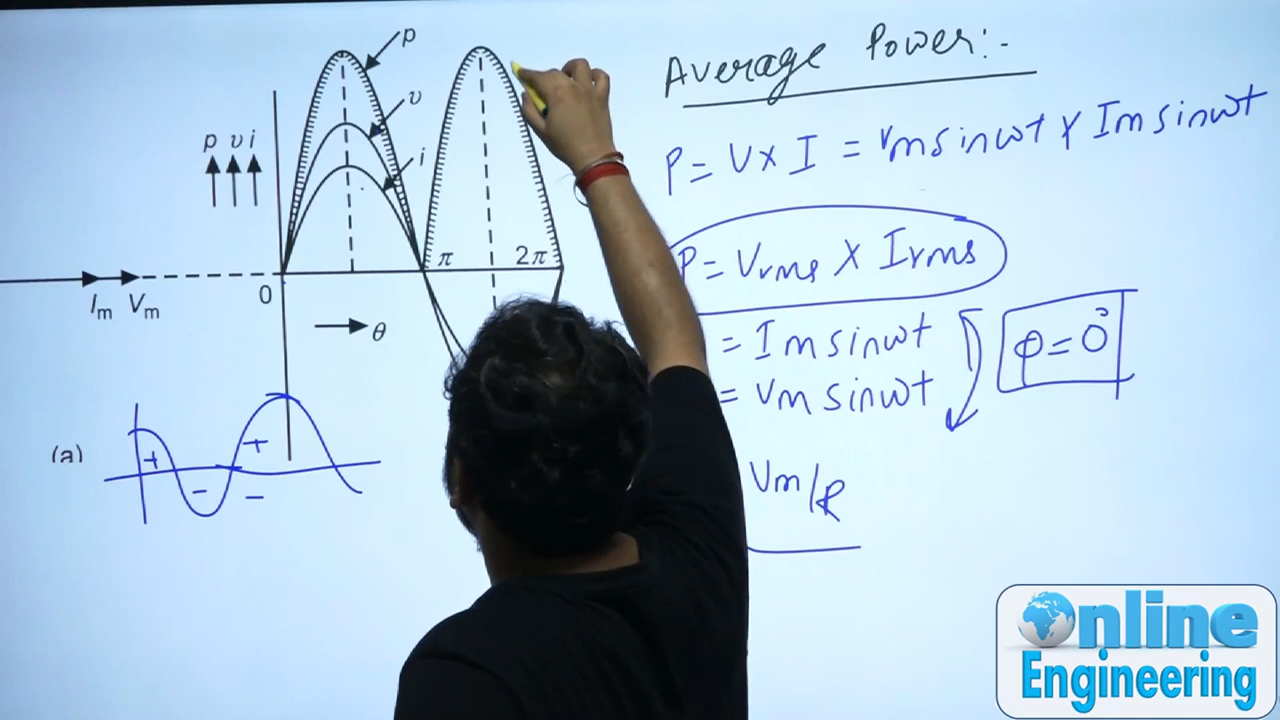 Average Power:-
P = V x I = Vm sinωt x Im sinωt
P = Vrms x Irms
= Im sinωt
= Vm sinωt
φ = 0°
Vm/R
p
υ
i
p υ i
π
2π
0
Im Vm
θ
(a)
+
-
+
-
Online
Engineering